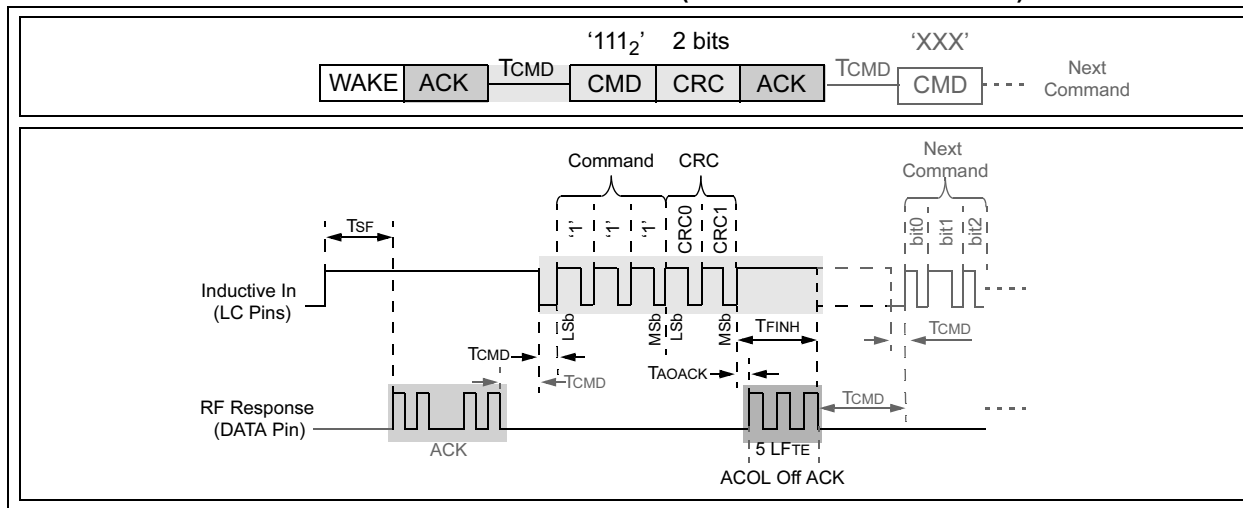 ‘111₂’ 2 bits ‘XXX’
TCMD TCMD
WAKE ACK CMD CRC ACK CMD
Next
Command
Next
Command
Command CRC
TSF
‘1’ ‘1’ ‘1’ CRC0 CRC1
bit0 bit1 bit2
Inductive In
(LC Pins)
LSb MSb LSb MSb
TFINH
TCMD
TCMD
TCMD
TAOACK
TCMD
RF Response
(DATA Pin)
ACK
5 LFTE
ACOL Off ACK